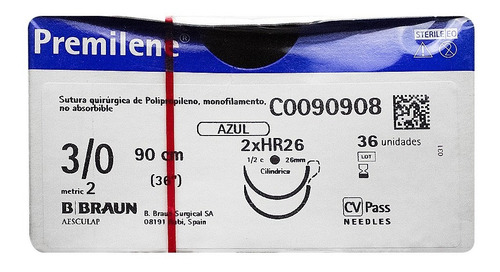 Premilene®
STERILE EO
Sutura quirúrgica de Polipropileno, monofilamento,
no absorbible
C0090908
AZUL
3/0
metric 2
90 cm
(36")
2xHR26
1/2 c
26mm
Cilíndrica
36 unidades
LOT
031
B|BRAUN
AESCULAP
B. Braun Surgical SA
08191 Rubí, Spain
CV Pass
NEEDLES